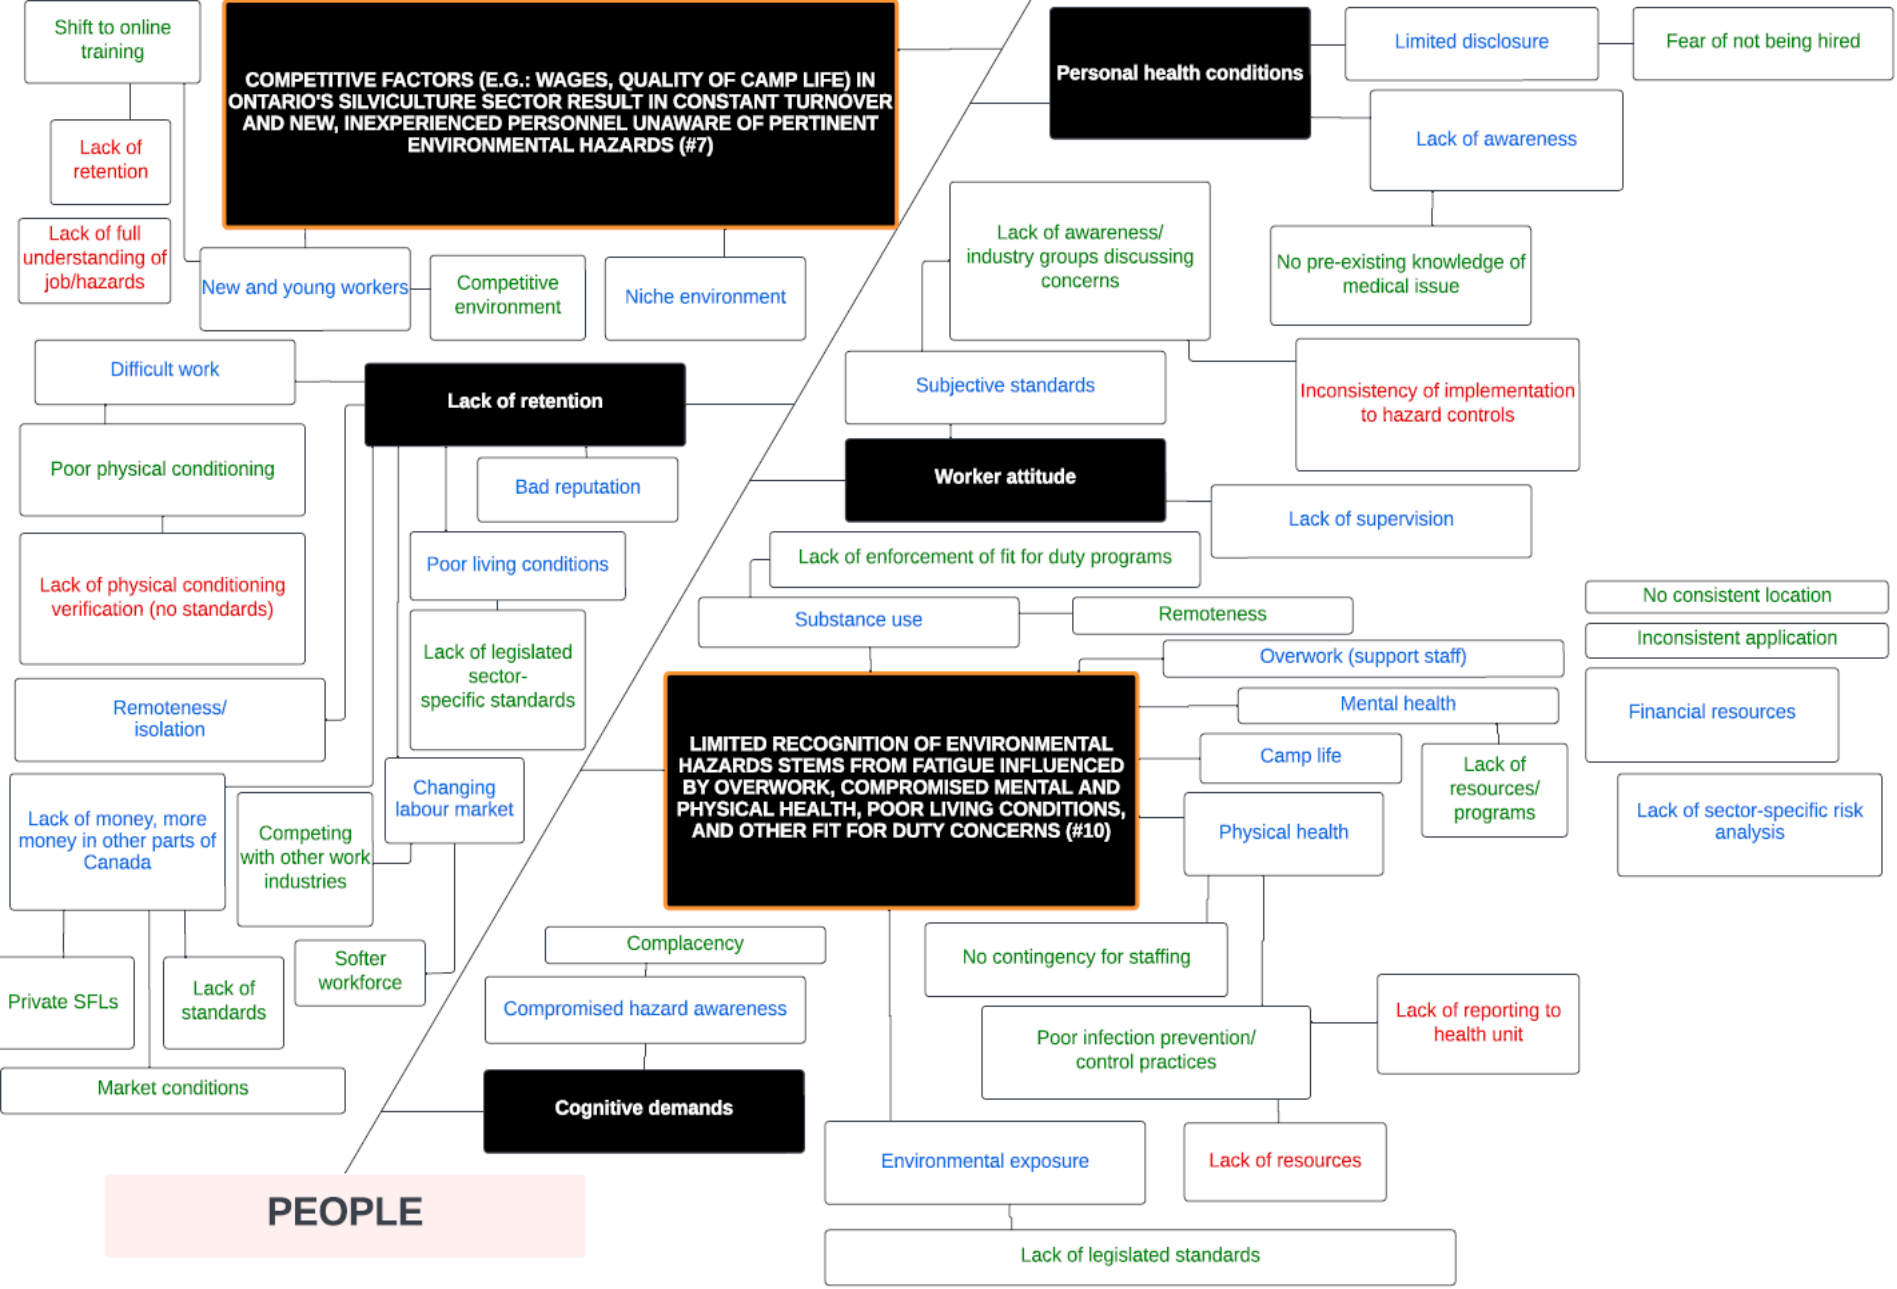 Shift to online
training
COMPETITIVE FACTORS (E.G.: WAGES, QUALITY OF CAMP LIFE) IN
ONTARIO'S SILVICULTURE SECTOR RESULT IN CONSTANT TURNOVER
AND NEW, INEXPERIENCED PERSONNEL UNAWARE OF PERTINENT
ENVIRONMENTAL HAZARDS (#7)
Lack of
retention
Lack of full
understanding of
job/hazards
New and young workers
Competitive
environment
Niche environment
Personal health conditions
Limited disclosure
Fear of not being hired
Lack of awareness
No pre-existing knowledge of
medical issue
Lack of awareness/
industry groups discussing
concerns
Inconsistency of implementation
to hazard controls
Subjective standards
Worker attitude
Lack of supervision
Difficult work
Lack of retention
Poor physical conditioning
Lack of physical conditioning
verification (no standards)
Bad reputation
Poor living conditions
Lack of legislated
sector-
specific standards
Remoteness/
isolation
Changing
labour market
Lack of money, more
money in other parts of
Canada
Competing
with other work
industries
Softer
workforce
Private SFLs
Lack of
standards
Market conditions
Lack of enforcement of fit for duty programs
Substance use
Remoteness
Overwork (support staff)
Mental health
Camp life
Lack of
resources/
programs
Physical health
LIMITED RECOGNITION OF ENVIRONMENTAL
HAZARDS STEMS FROM FATIGUE INFLUENCED
BY OVERWORK, COMPROMISED MENTAL AND
PHYSICAL HEALTH, POOR LIVING CONDITIONS,
AND OTHER FIT FOR DUTY CONCERNS (#10)
No consistent location
Inconsistent application
Financial resources
Lack of sector-specific risk
analysis
No contingency for staffing
Poor infection prevention/
control practices
Lack of reporting to
health unit
Lack of resources
Environmental exposure
Lack of legislated standards
Complacency
Compromised hazard awareness
Cognitive demands
PEOPLE